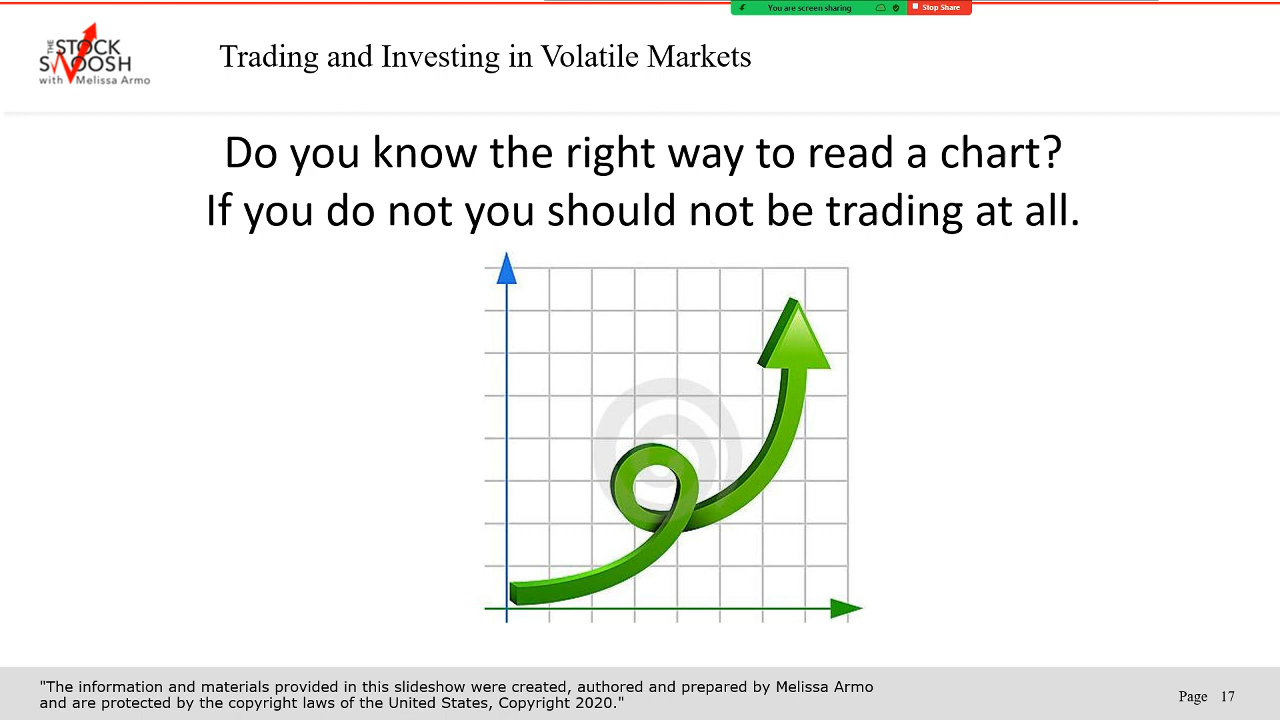 You are screen sharing
Stop Share
THE STOCK
SWOOSH
with Melissa Armo
Trading and Investing in Volatile Markets
Do you know the right way to read a chart?
If you do not you should not be trading at all.
"The information and materials provided in this slideshow were created, authored and prepared by Melissa Armo
and are protected by the copyright laws of the United States, Copyright 2020."
Page 17